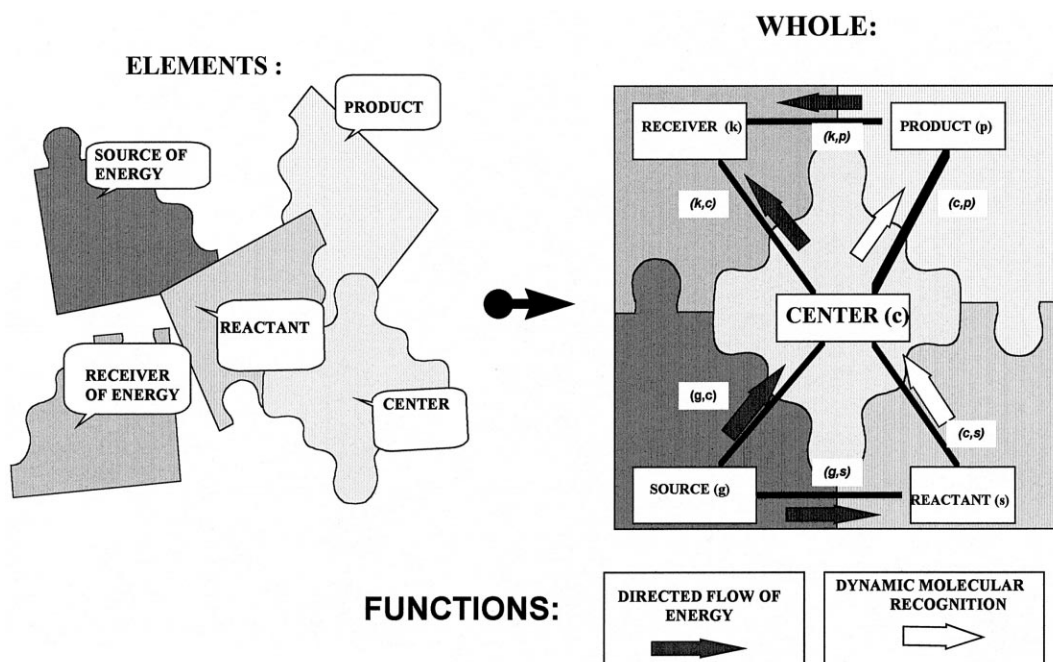 ELEMENTS :
PRODUCT
SOURCE OF
ENERGY
REACTANT
RECEIVER
OF ENERGY
CENTER
WHOLE:
RECEIVER (k)
PRODUCT (p)
(k,p)
(k,c)
(c,p)
CENTER (c)
(g,c)
(c,s)
(g,s)
SOURCE (g)
REACTANT (s)
FUNCTIONS:
DIRECTED FLOW OF
ENERGY
DYNAMIC MOLECULAR
RECOGNITION